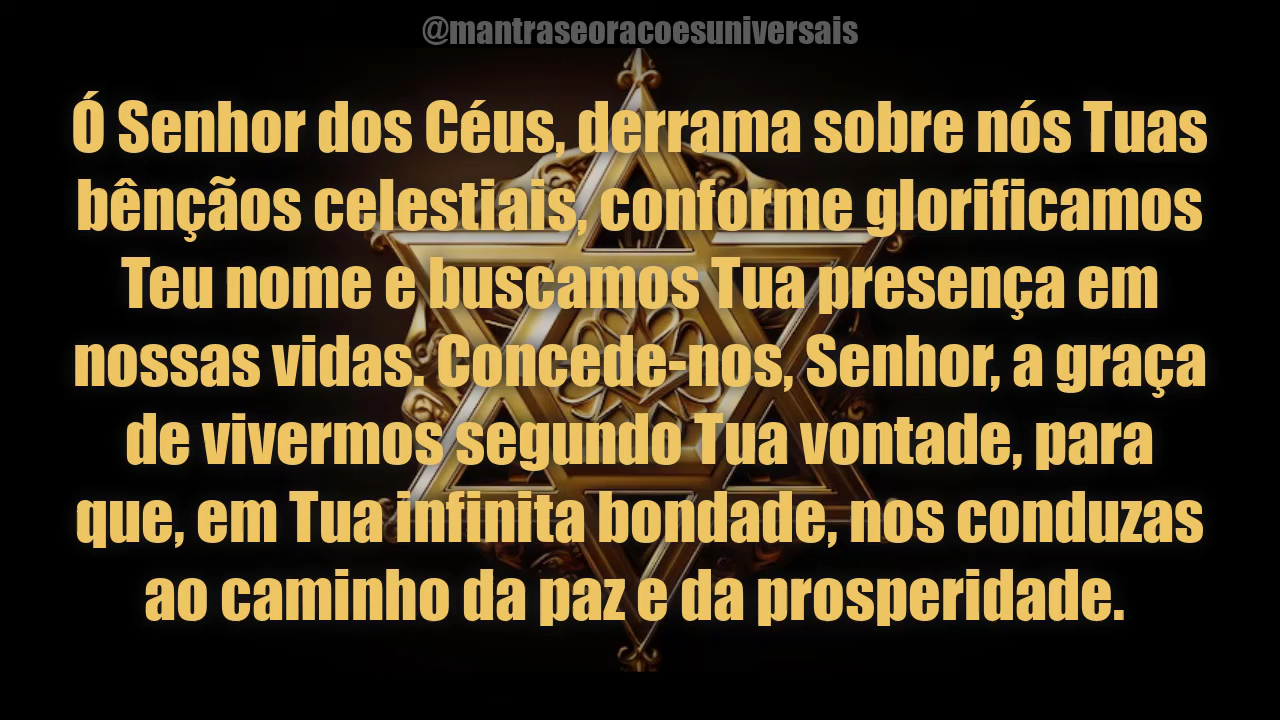 @mantraseoracoesuniversais
Ó Senhor dos Céus, derrama sobre nós Tuas
bênçãos celestiais, conforme glorificamos
Teu nome e buscamos Tua presença em
nossas vidas. Concede-nos, Senhor, a graça
de vivermos segundo Tua vontade, para
que, em Tua infinita bondade, nos conduzas
ao caminho da paz e da prosperidade.